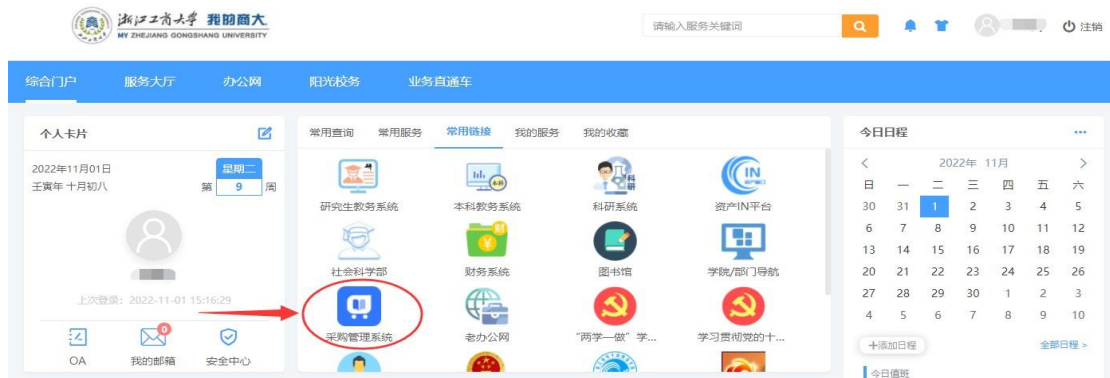 浙江工商大学 我的商大
MY ZHEJIANG GONGSHANG UNIVERSITY
请输入服务关键词
注销
综合门户 服务大厅 办公网 阳光校务 业务直通车
个人卡片
2022年11月01日 星期二
壬寅年 十月初八 第 9 周
上次登录：2022-11-01 15:16:29
0
OA 我的邮箱 安全中心
常用查询 常用服务 常用链接 我的服务 我的收藏
研究生教务系统 本科教务系统 科研系统 资产IN平台
社会科学部 财务系统 图书馆 学院/部门导航
采购管理系统 老办公网 "两学一做"学... 学习贯彻党的十...
今日日程 ...
< 2022年 11月 >
日 一 二 三 四 五 六
30 31 1 2 3 4 5
6 7 8 9 10 11 12
13 14 15 16 17 18 19
20 21 22 23 24 25 26
27 28 29 30 1 2 3
4 5 6 7 8 9 10
+添加日程 全部日程 >
今日值班